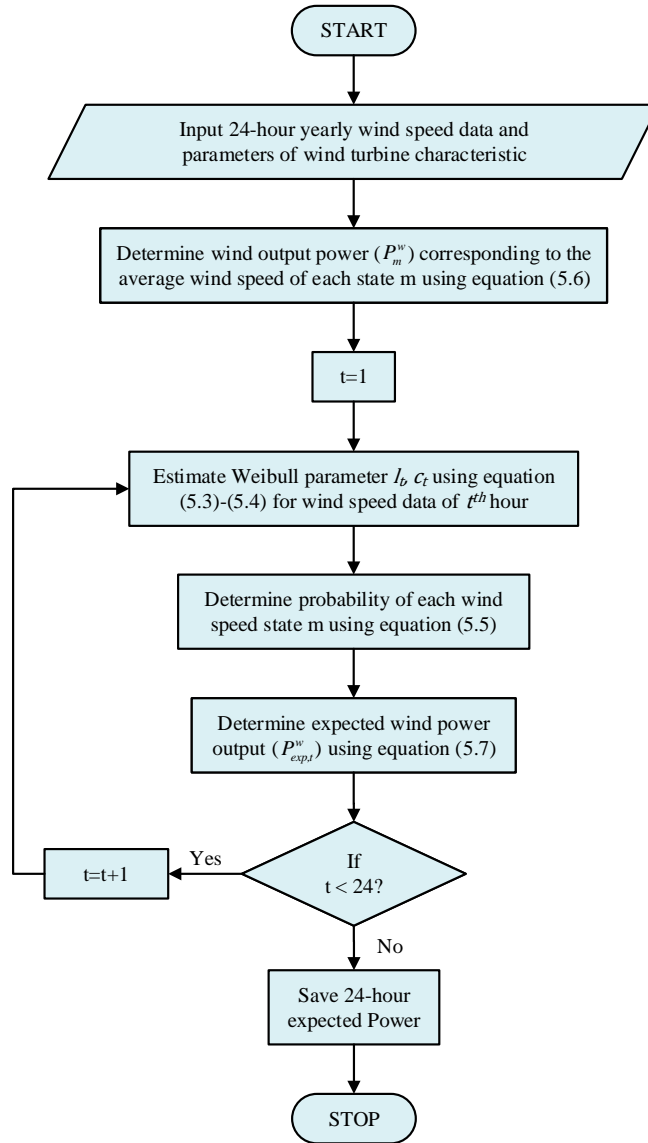 START
Input 24-hour yearly wind speed data and
parameters of wind turbine characteristic
Determine wind output power (P_m^w) corresponding to the
average wind speed of each state m using equation (5.6)
t=1
Estimate Weibull parameter l_t, c_t using equation
(5.3)-(5.4) for wind speed data of t^th hour
Determine probability of each wind
speed state m using equation (5.5)
Determine expected wind power
output (P_exp,t^w) using equation (5.7)
If
t < 24?
Yes
t=t+1
No
Save 24-hour
expected Power
STOP